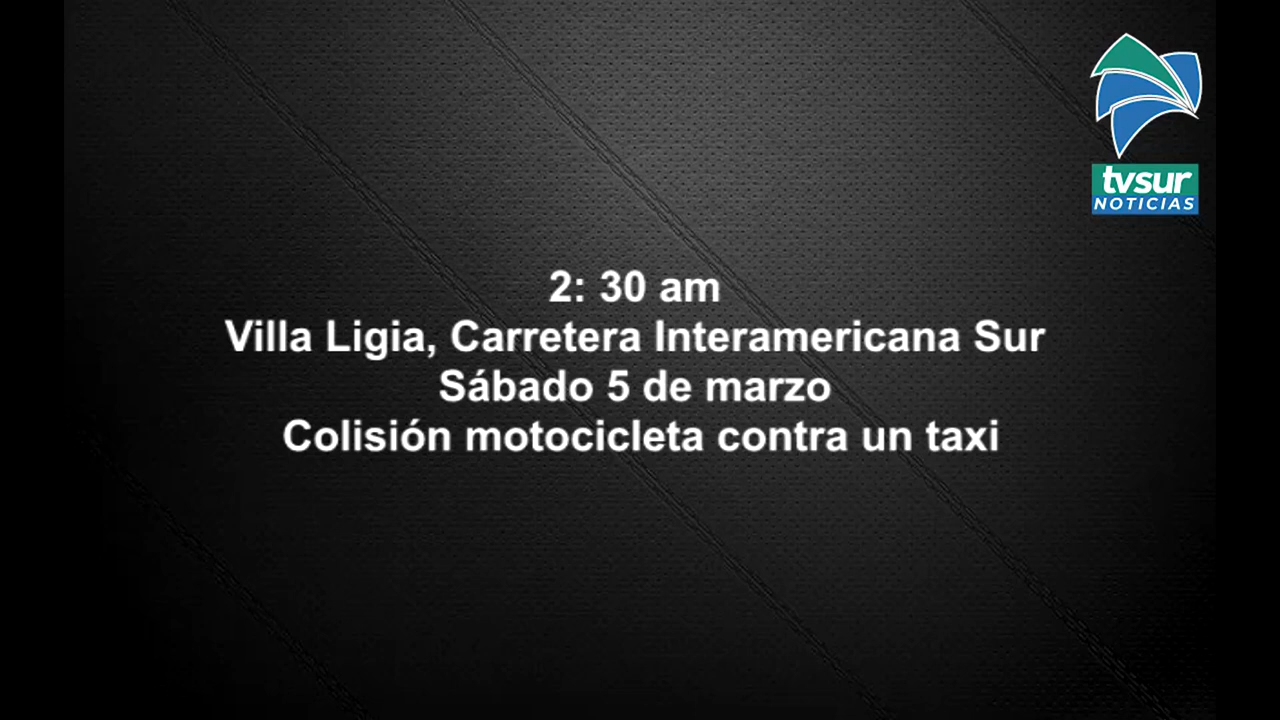 tvsur
NOTICIAS
2: 30 am
Villa Ligia, Carretera Interamericana Sur
Sábado 5 de marzo
Colisión motocicleta contra un taxi